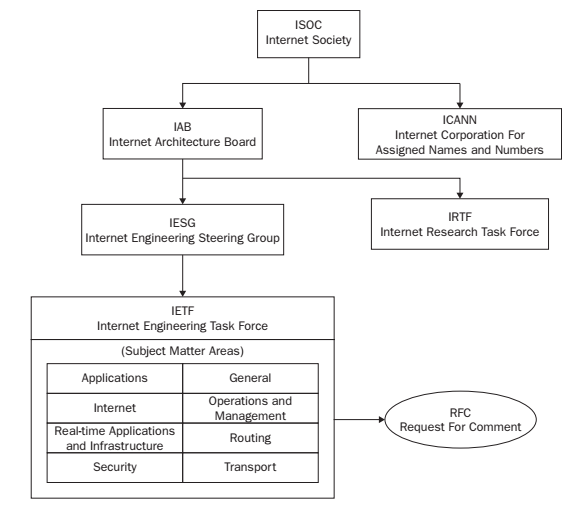 ISOC
Internet Society
IAB
Internet Architecture Board
ICANN
Internet Corporation For
Assigned Names and Numbers
IESG
Internet Engineering Steering Group
IRTF
Internet Research Task Force
IETF
Internet Engineering Task Force
(Subject Matter Areas)
Applications
General
Internet
Operations and
Management
Real-time Applications
and Infrastructure
Routing
Security
Transport
RFC
Request For Comment